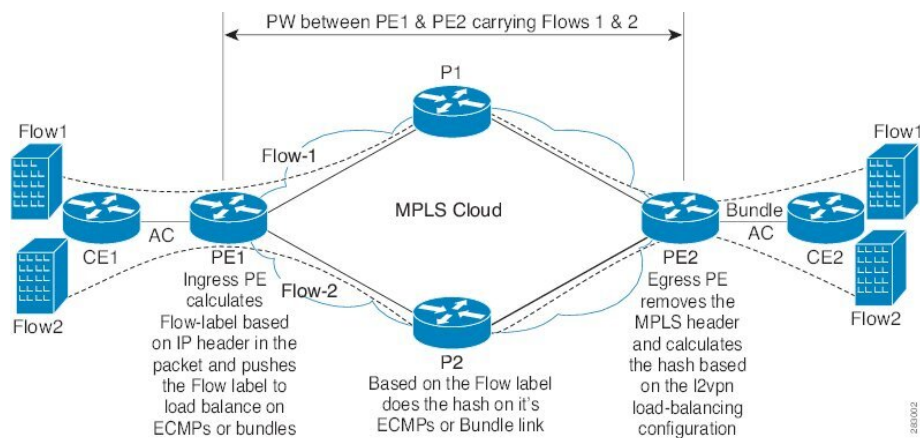 PW between PE1 & PE2 carrying Flows 1 & 2
P1
Flow1
Flow1
Flow-1
MPLS Cloud
Bundle
AC
AC
CE1
PE1
PE2
CE2
Flow-2
Flow2
Flow2
Ingress PE
calculates
Flow-label based
on IP header in the
packet and pushes
the Flow label to
load balance on
ECMPs or bundles
P2
Based on the Flow label
does the hash on it's
ECMPs or Bundle link
Egress PE
removes the
MPLS header
and calculates
the hash based
on the l2vpn
load-balancing
configuration